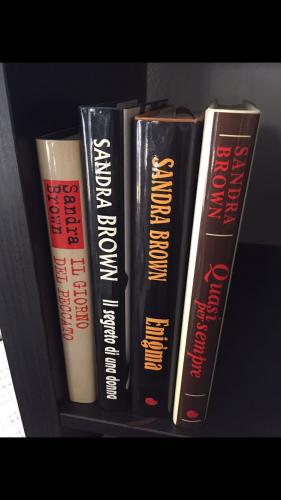 Sandra
Brown
IL GIORNO
DEL PECCATO
SANDRA BROWN
Il segreto di una donna
SANDRA BROWN
Enigma
SANDRA
BROWN
Quasi
per sempre